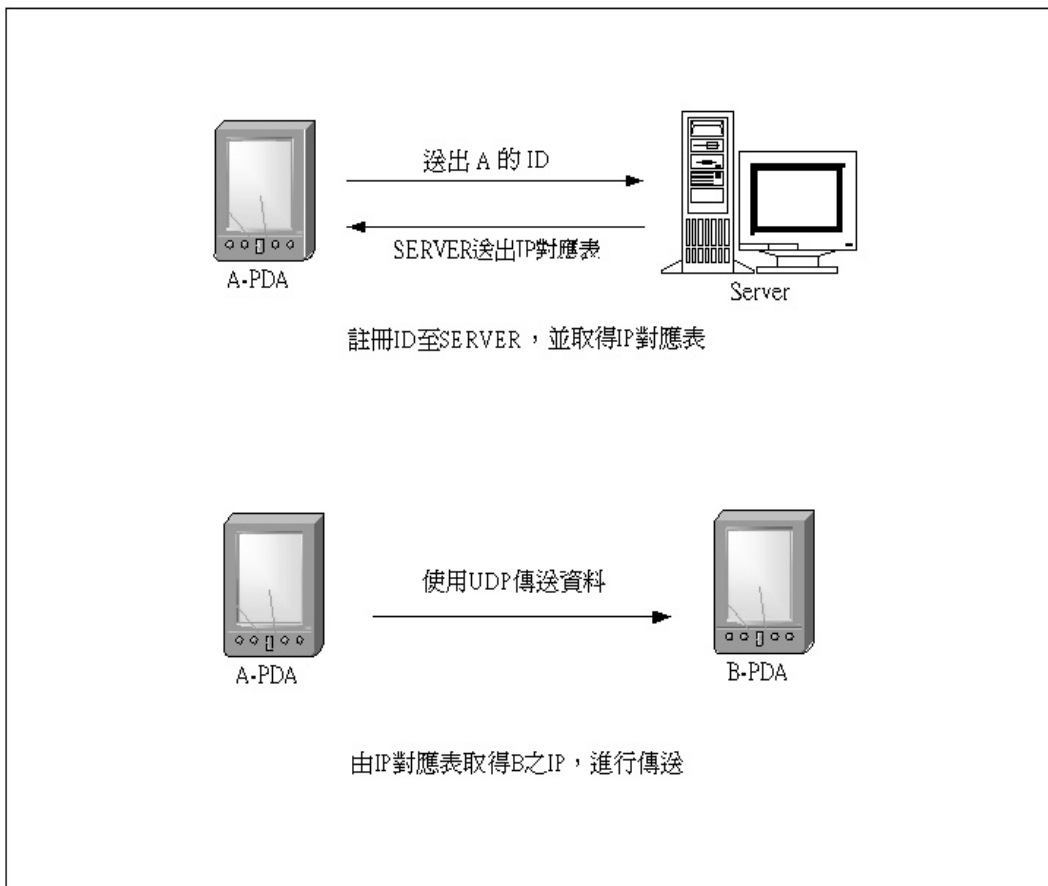 送出 A 的 ID
SERVER送出IP對應表
A-PDA
Server
註冊ID至SERVER，並取得IP對應表
使用UDP傳送資料
A-PDA
B-PDA
由IP對應表取得B之IP，進行傳送